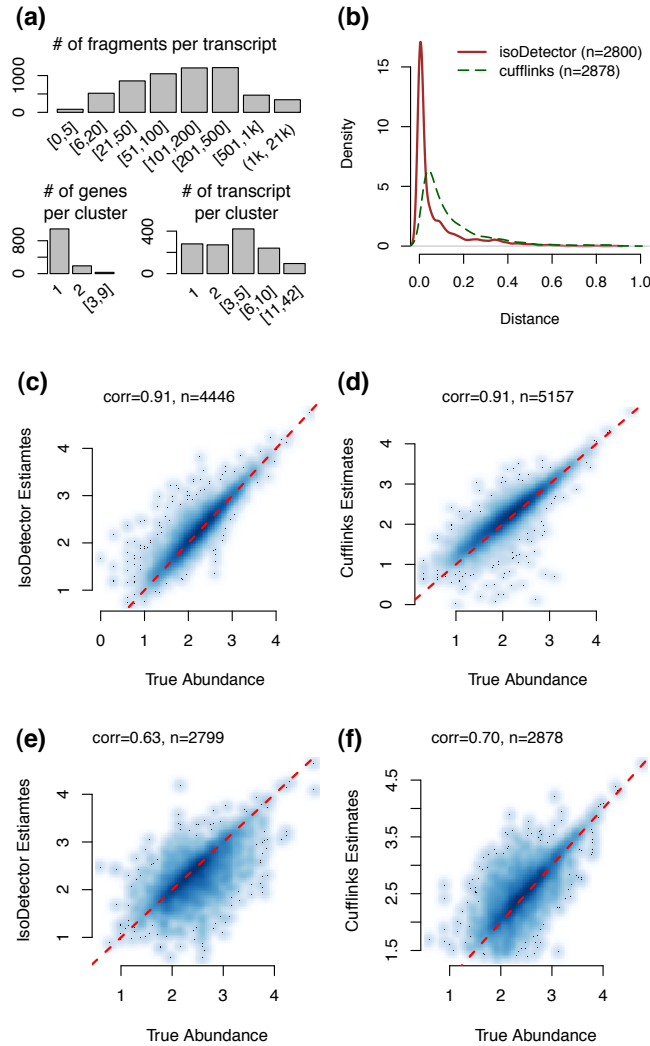 (a)
# of fragments per transcript
0 1000
[0,5] [6,20] [21,50] [51,100] [101,200] [201,500] [501,1k] (1k, 21k)
# of genes
per cluster
0 800
1 2 [3,9]
# of transcript
per cluster
0 400
1 2 [3,5] [6,10] [11,42]
(b)
isoDetector (n=2800)
cufflinks (n=2878)
Density
0 5 10 15
0.0 0.2 0.4 0.6 0.8 1.0
Distance
(c)
corr=0.91, n=4446
IsoDetector Estiamtes
1 2 3 4
0 1 2 3 4
True Abundance
(d)
corr=0.91, n=5157
Cufflinks Estimates
0 1 2 3 4
1 2 3 4
True Abundance
(e)
corr=0.63, n=2799
IsoDetector Estiamtes
1 2 3 4
1 2 3 4
True Abundance
(f)
corr=0.70, n=2878
Cufflinks Estimates
1.5 2.5 3.5 4.5
1 2 3 4
True Abundance